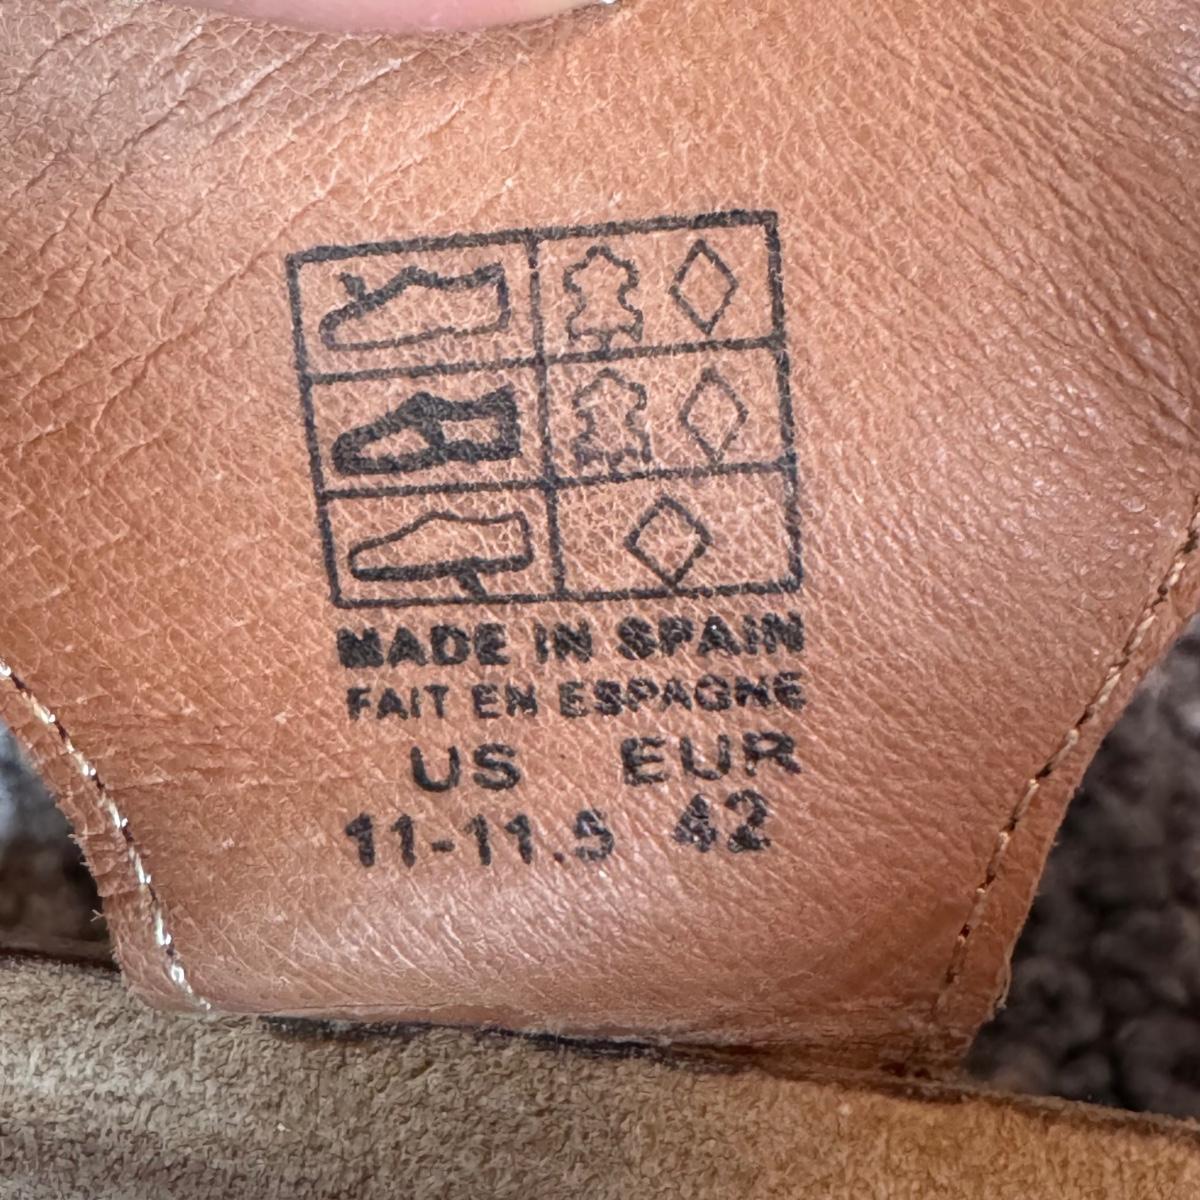 MADE IN SPAIN
FAIT EN ESPAGNE
US EUR
11-11.5 42